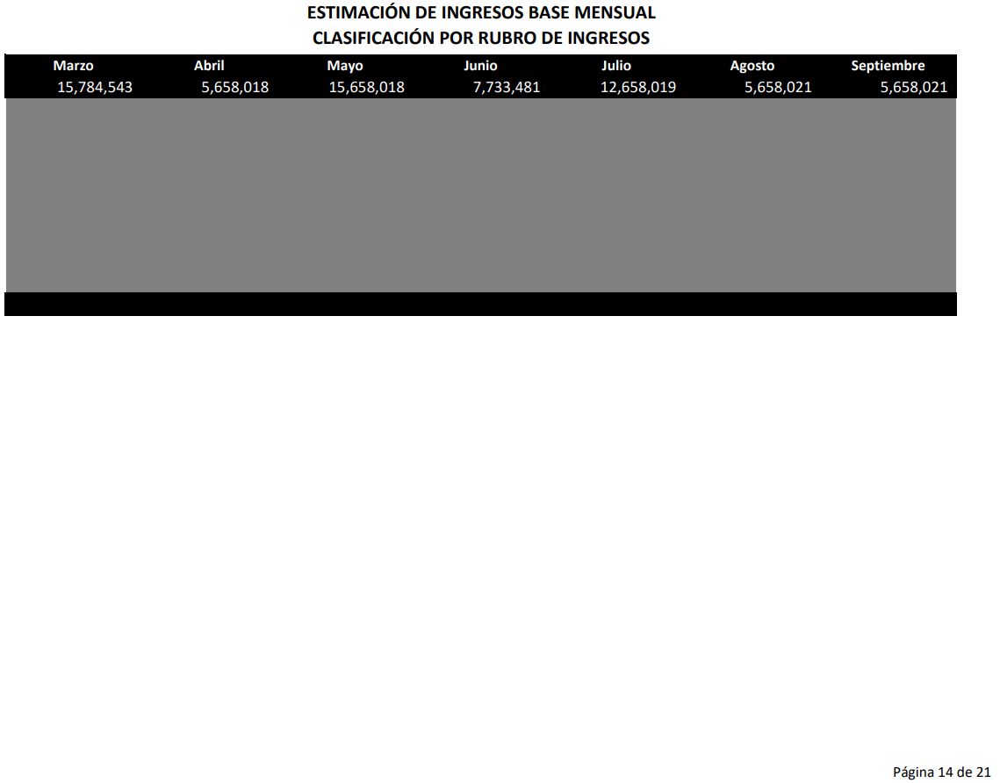 ESTIMACIÓN DE INGRESOS BASE MENSUAL
CLASIFICACIÓN POR RUBRO DE INGRESOS
Marzo Abril Mayo Junio Julio Agosto Septiembre
15,784,543 5,658,018 15,658,018 7,733,481 12,658,019 5,658,021 5,658,021
Página 14 de 21